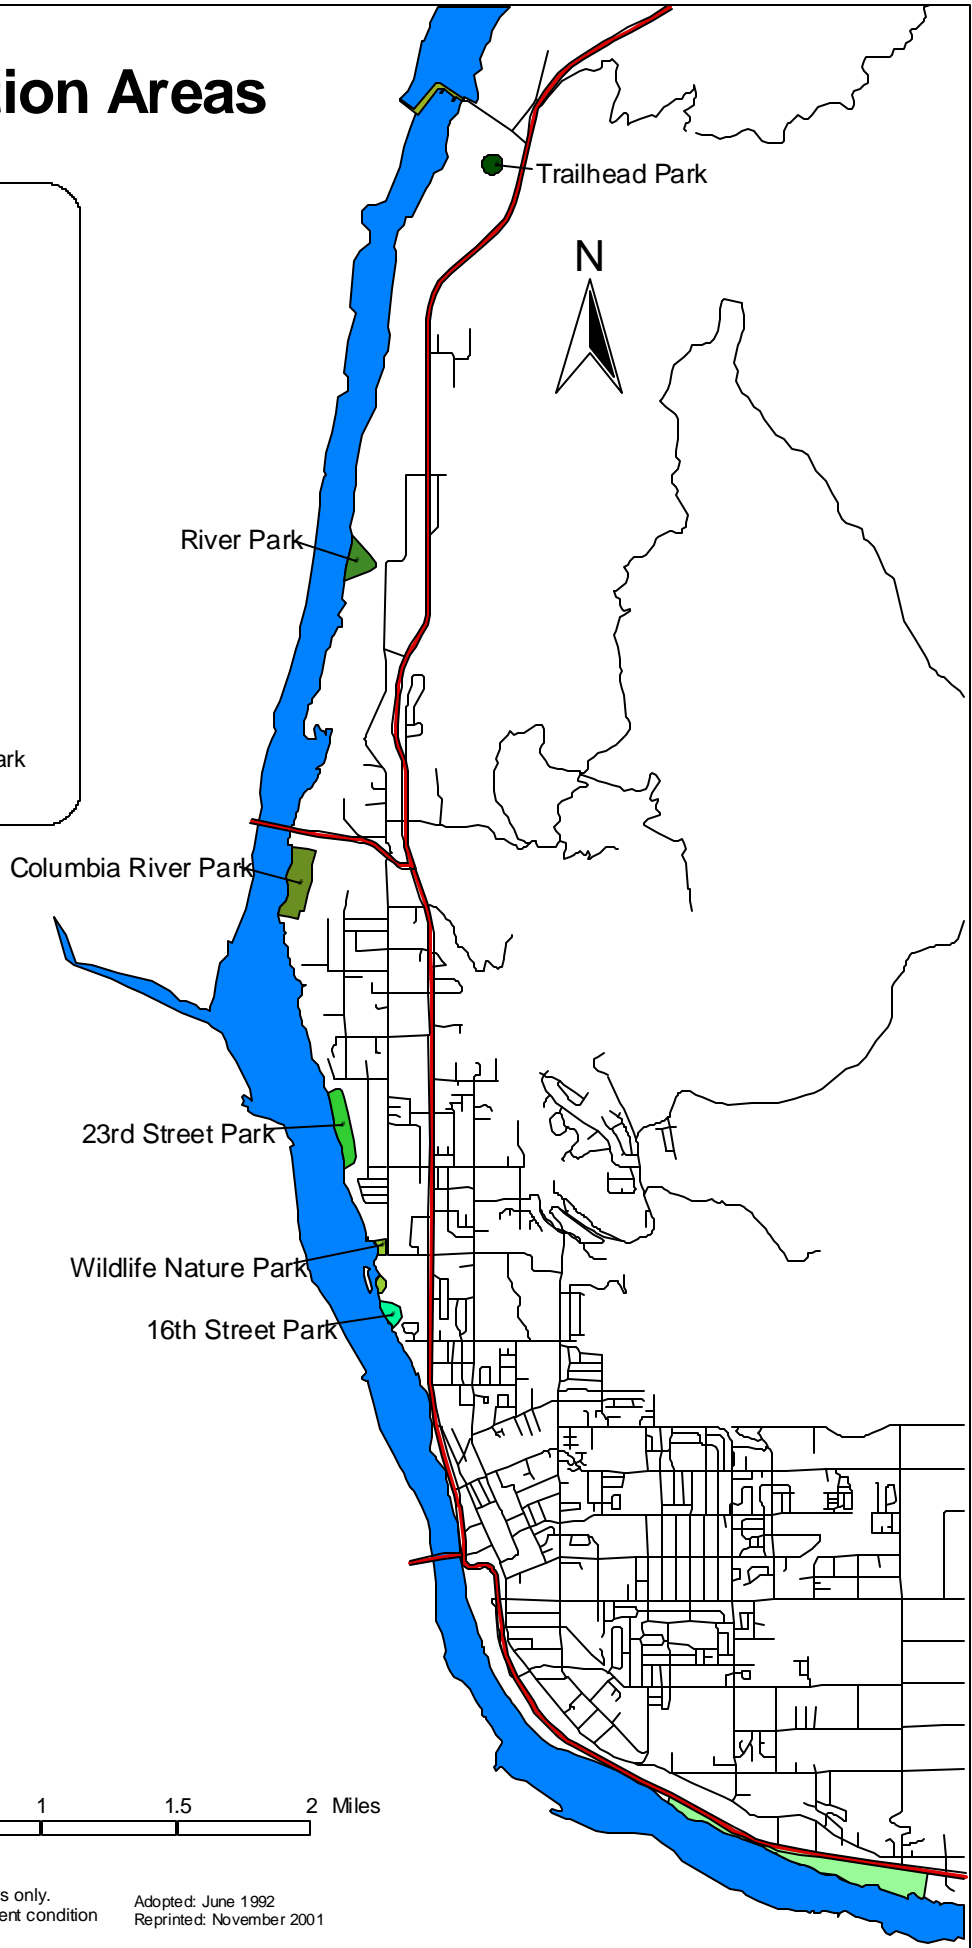 tion Areas
Trailhead Park
N
River Park
ark
Columbia River Park
23rd Street Park
Wildlife Nature Park
16th Street Park
1 1.5 2 Miles
s only.
ent condition
Adopted: June 1992
Reprinted: November 2001